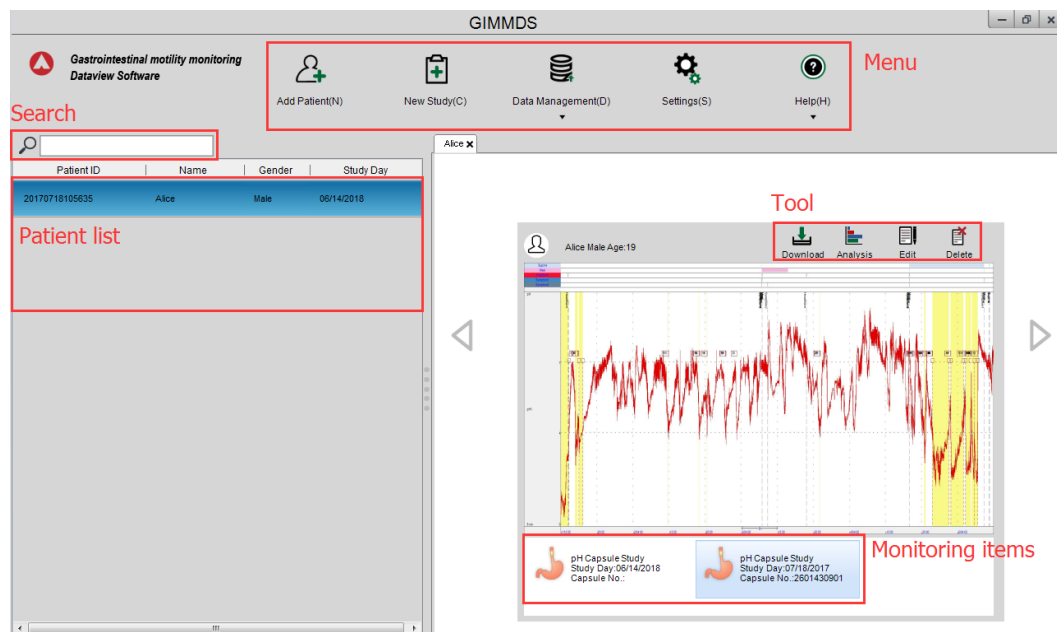 GIMMDS
Gastrointestinal motility monitoring
Dataview Software
Add Patient(N)
New Study(C)
Data Management(D)
Settings(S)
Help(H)
Menu
Search
Patient ID
Name
Gender
Study Day
20170718105635
Alice
Male
06/14/2018
Patient list
Alice
Tool
Alice Male Age:19
Download
Analysis
Edit
Delete
pH Capsule Study
Study Day:06/14/2018
Capsule No.:
pH Capsule Study
Study Day:07/18/2017
Capsule No.:2601430901
Monitoring items